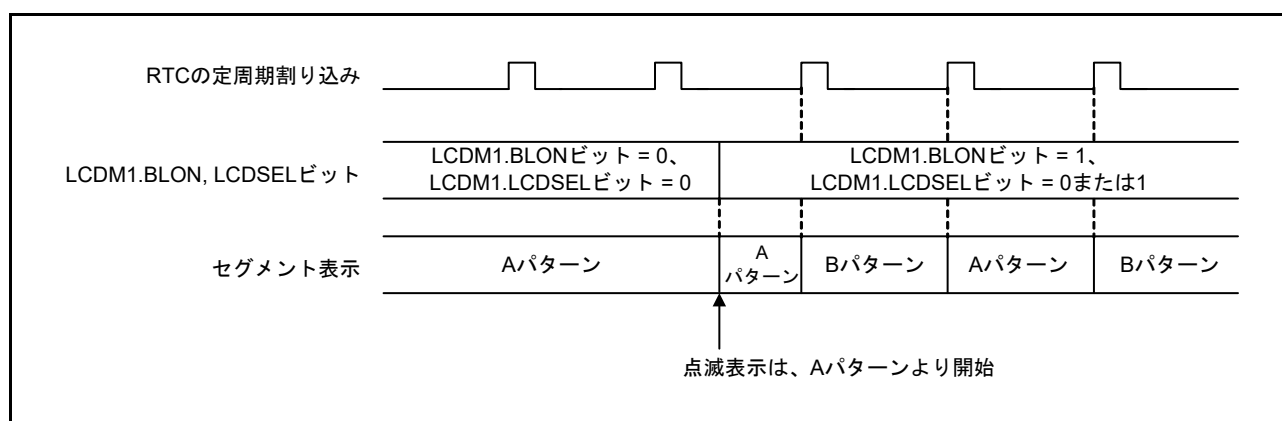 RTCの定周期割り込み
LCDM1.BLON, LCDSELビット
LCDM1.BLONビット = 0、
LCDM1.LCDSELビット = 0
LCDM1.BLONビット = 1、
LCDM1.LCDSELビット = 0または1
セグメント表示
Aパターン
A
パターン
Bパターン
Aパターン
Bパターン
点滅表示は、Aパターンより開始